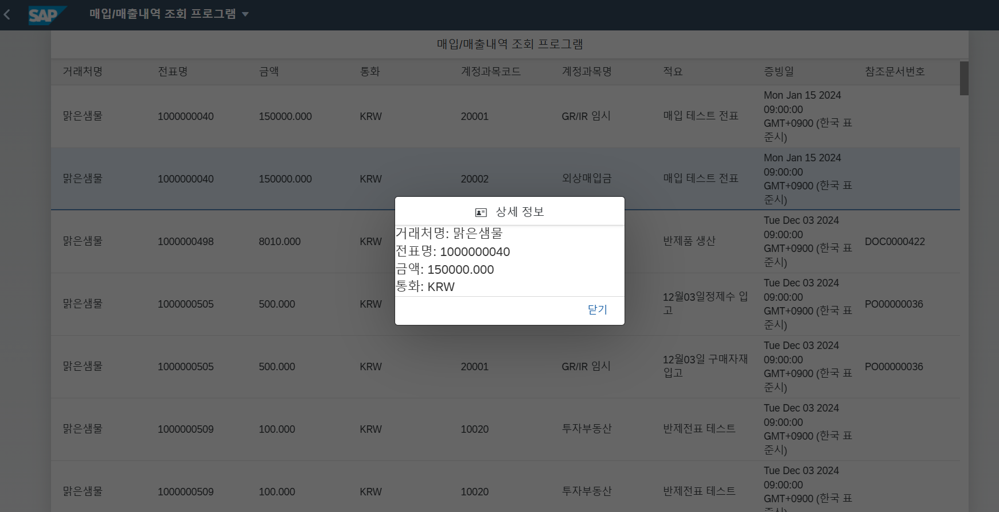 SAP 매입/매출내역 조회 프로그램
매입/매출내역 조회 프로그램
거래처명 전표명 금액 통화 계정과목코드 계정과목명 적요 증빙일 참조문서번호
맑은샘물 1000000040 150000.000 KRW 20001 GR/IR 임시 매입 테스트 전표 Mon Jan 15 2024
09:00:00
GMT+0900 (한국 표
준시)
맑은샘물 1000000040 150000.000 KRW 20002 외상매입금 매입 테스트 전표 Mon Jan 15 2024
09:00:00
GMT+0900 (한국 표
준시)
상세 정보
거래처명: 맑은샘물
전표명: 1000000040
금액: 150000.000
통화: KRW
닫기
맑은샘물 1000000498 8010.000 KRW 반제품 생산 Tue Dec 03 2024
09:00:00
GMT+0900 (한국 표
준시)
DOC0000422
맑은샘물 1000000505 500.000 KRW 12월03일정제수 입
고
Tue Dec 03 2024
09:00:00
GMT+0900 (한국 표
준시)
PO00000036
맑은샘물 1000000505 500.000 KRW 20001 GR/IR 임시 12월03일 구매자재
입고
Tue Dec 03 2024
09:00:00
GMT+0900 (한국 표
준시)
PO00000036
맑은샘물 1000000509 100.000 KRW 10020 투자부동산 반제전표 테스트 Tue Dec 03 2024
09:00:00
GMT+0900 (한국 표
준시)
맑은샘물 1000000509 100.000 KRW 10020 투자부동산 반제전표 테스트 Tue Dec 03 2024
09:00:00
GMT+0900 (한국 표